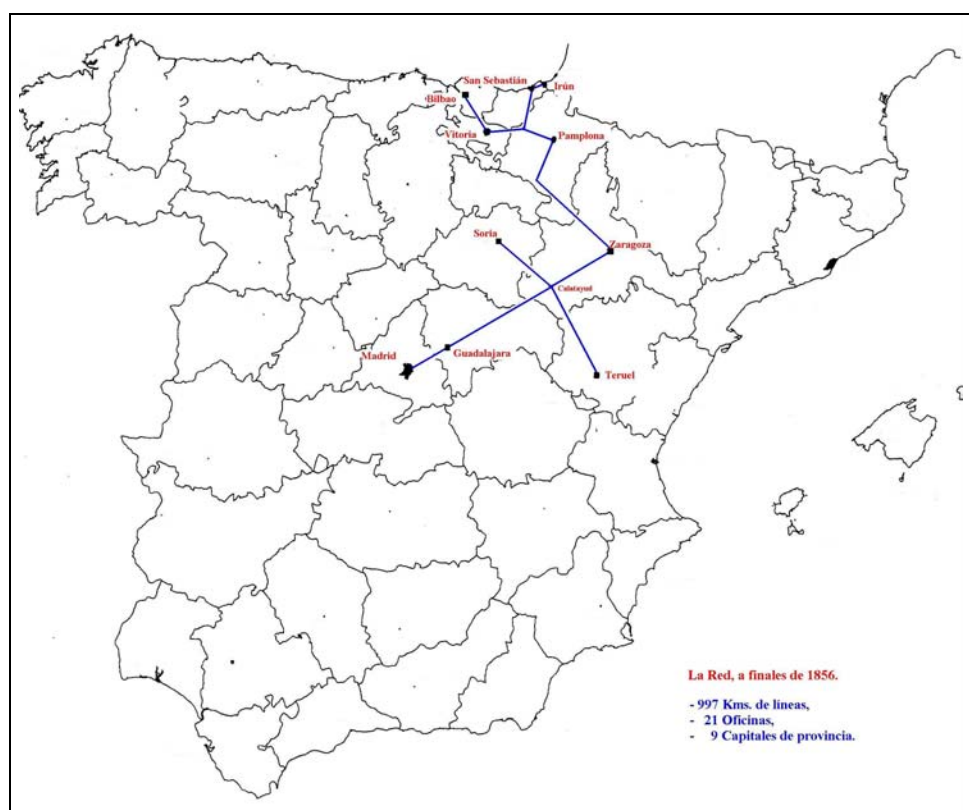 San Sebastián
Irún
Bilbao
Vitoria
Pamplona
Soria
Zaragoza
Calatayud
Madrid
Guadalajara
Teruel
La Red, a finales de 1856.
- 997 Kms. de líneas,
- 21 Oficinas,
- 9 Capitales de provincia.